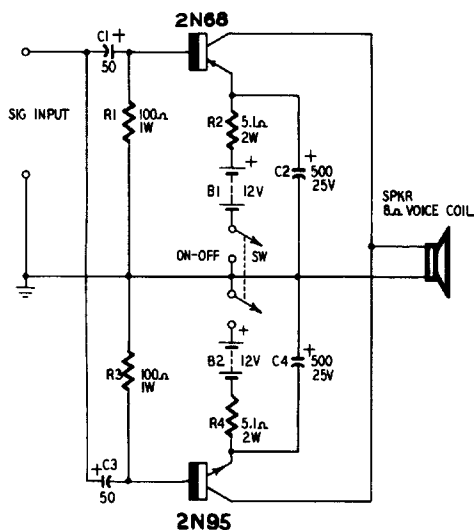 2N68
C1 +
50
SIG INPUT
R1 100Ω
1W
R2 5.1Ω
2W
+
B1 12V
C2 + 500
25V
SPKR
8Ω VOICE COIL
ON-OFF SW
+
B2 12V
R3 100Ω
1W
C4 + 500
25V
R4 5.1Ω
2W
+ C3
50
2N95